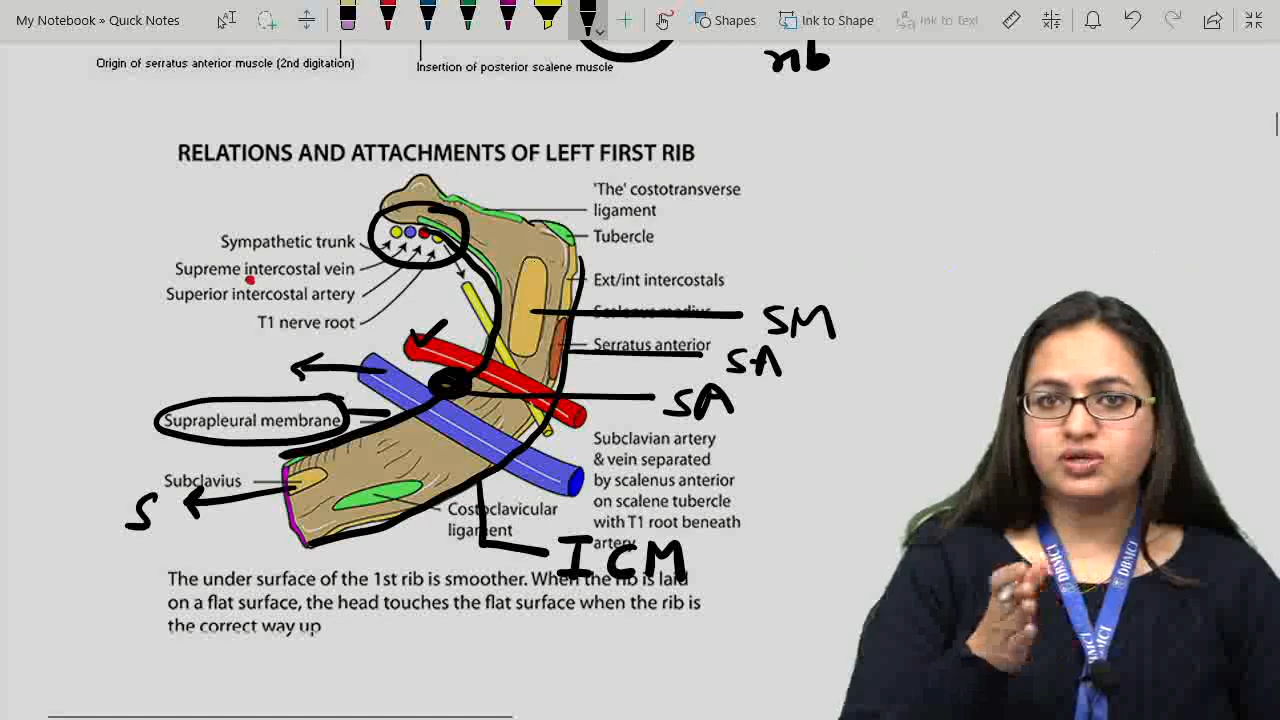 My Notebook » Quick Notes
Shapes
Ink to Shape
Ink to Text
Origin of serratus anterior muscle (2nd digitation)
Insertion of posterior scalene muscle
rib
RELATIONS AND ATTACHMENTS OF LEFT FIRST RIB
'The' costotransverse
ligament
Tubercle
Sympathetic trunk
Supreme intercostal vein
Superior intercostal artery
T1 nerve root
Ext/int intercostals
Scalenus medius
SM
Serratus anterior
SA
SA
Suprapleural membrane
Subclavius
S
Costoclavicular
ligament
Subclavian artery
& vein separated
by scalenus anterior
on scalene tubercle
with T1 root beneath
artery
ICM
The under surface of the 1st rib is smoother. When the rib is laid
on a flat surface, the head touches the flat surface when the rib is
the correct way up
DBMCI
DBMCI